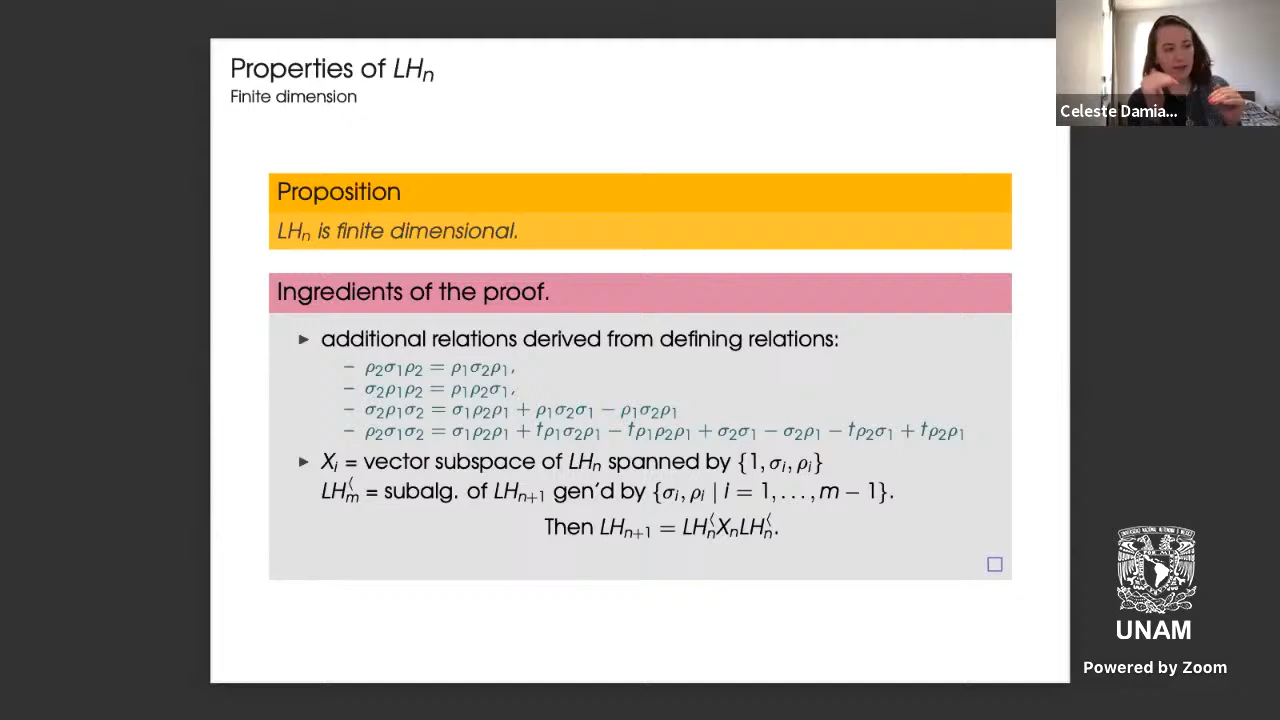 Properties of LHₙ
Finite dimension
Celeste Damia...
Proposition
LHₙ is finite dimensional.
Ingredients of the proof.
▶ additional relations derived from defining relations:
– ρ₂σ₁ρ₂ = ρ₁σ₂ρ₁,
– σ₂ρ₁ρ₂ = ρ₁ρ₂σ₁,
– σ₂ρ₁σ₂ = σ₁ρ₂ρ₁ + ρ₁σ₂σ₁ − ρ₁σ₂ρ₁
– ρ₂σ₁σ₂ = σ₁ρ₂ρ₁ + tρ₁σ₂ρ₁ − tρ₁ρ₂ρ₁ + σ₂σ₁ − σ₂ρ₁ − tρ₂σ₁ + tρ₂ρ₁
▶ Xᵢ = vector subspace of LHₙ spanned by {1, σᵢ, ρᵢ}
LHₘ⟨ = subalg. of LHₙ₊₁ gen'd by {σᵢ, ρᵢ | i = 1, . . . , m − 1}.
Then LHₙ₊₁ = LHₙ⟨XₙLHₙ⟨.
UNAM
Powered by Zoom